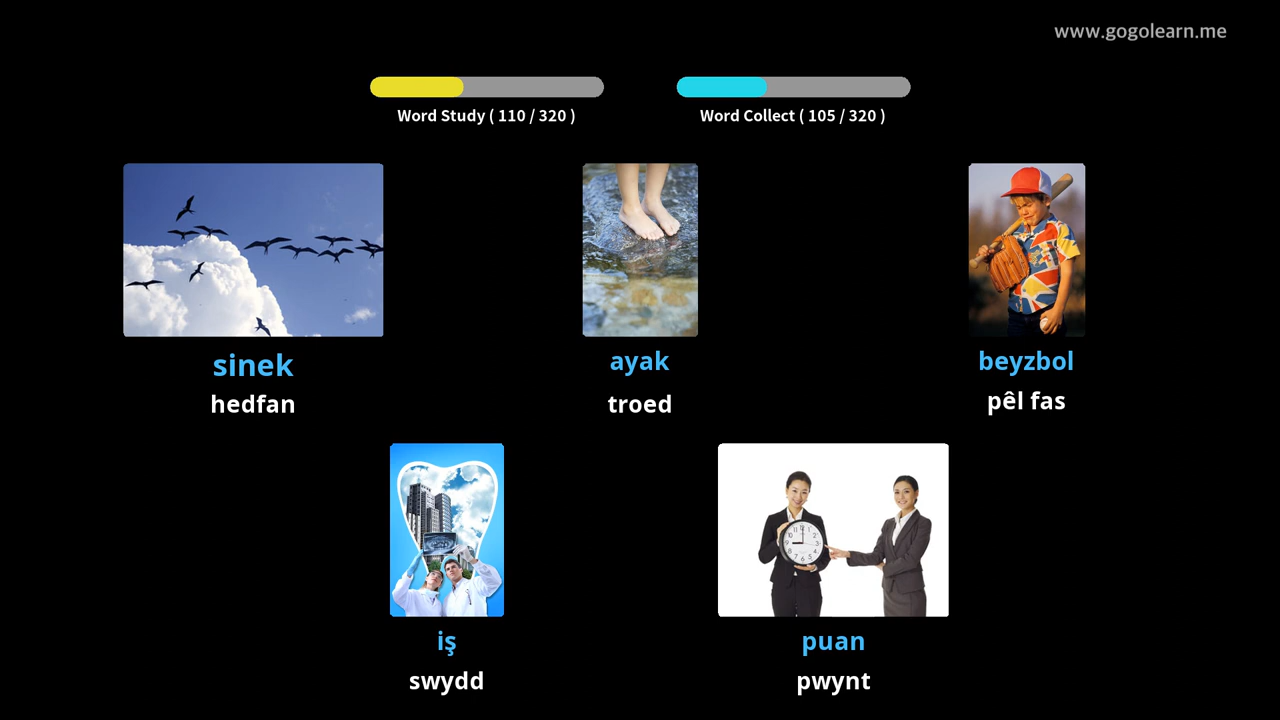 www.gogolearn.me
Word Study ( 110 / 320 )
Word Collect ( 105 / 320 )
sinek
hedfan
ayak
troed
beyzbol
pêl fas
iş
swydd
puan
pwynt